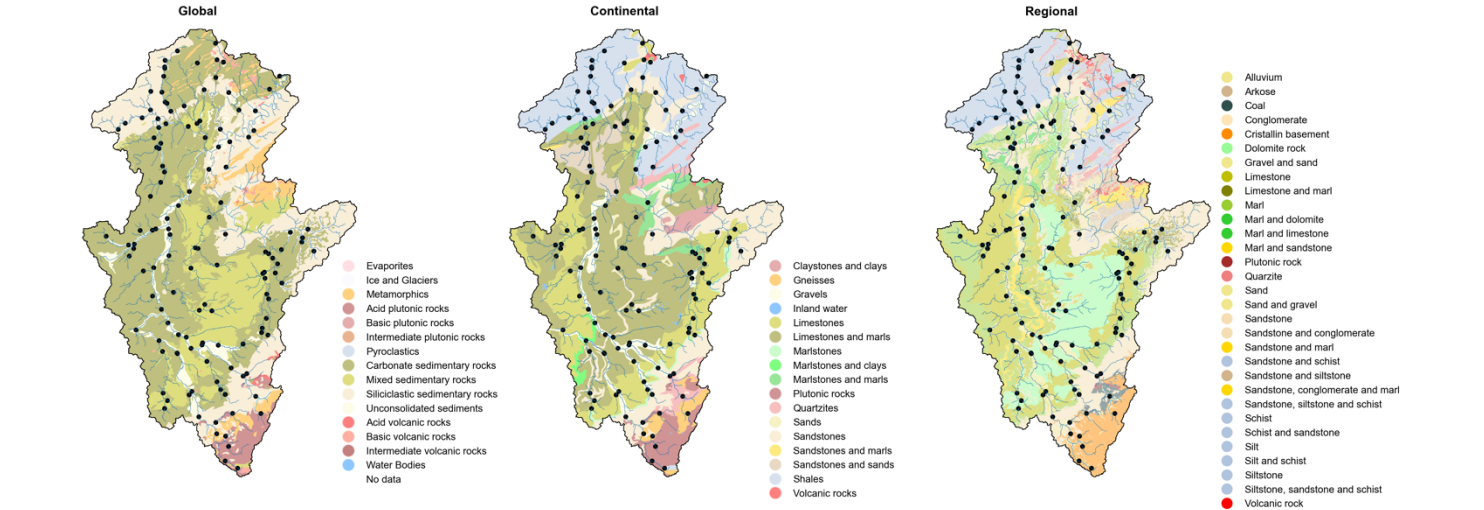 Global
Continental
Regional
Evaporites
Ice and Glaciers
Metamorphics
Acid plutonic rocks
Basic plutonic rocks
Intermediate plutonic rocks
Pyroclastics
Carbonate sedimentary rocks
Mixed sedimentary rocks
Siliciclastic sedimentary rocks
Unconsolidated sediments
Acid volcanic rocks
Basic volcanic rocks
Intermediate volcanic rocks
Water Bodies
No data
Claystones and clays
Gneisses
Gravels
Inland water
Limestones
Limestones and marls
Marlstones
Marlstones and clays
Marlstones and marls
Plutonic rocks
Quartzites
Sands
Sandstones
Sandstones and marls
Sandstones and sands
Shales
Volcanic rocks
Alluvium
Arkose
Coal
Conglomerate
Cristallin basement
Dolomite rock
Gravel and sand
Limestone
Limestone and marl
Marl
Marl and dolomite
Marl and limestone
Marl and sandstone
Plutonic rock
Quarzite
Sand
Sand and gravel
Sandstone
Sandstone and conglomerate
Sandstone and marl
Sandstone and schist
Sandstone and siltstone
Sandstone, conglomerate and marl
Sandstone, siltstone and schist
Schist
Schist and sandstone
Silt
Silt and schist
Siltstone
Siltstone, sandstone and schist
Volcanic rock